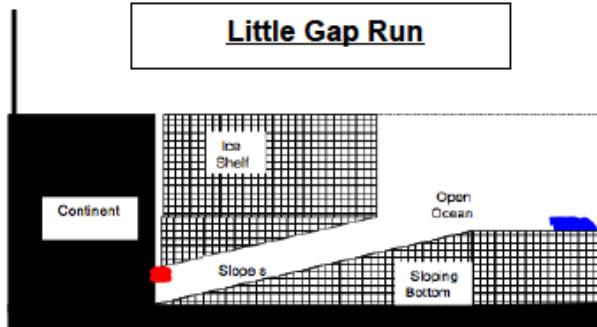 Little Gap Run
Ice
Shelf
Continent
Open
Ocean
Slope s
Sloping
Bottom